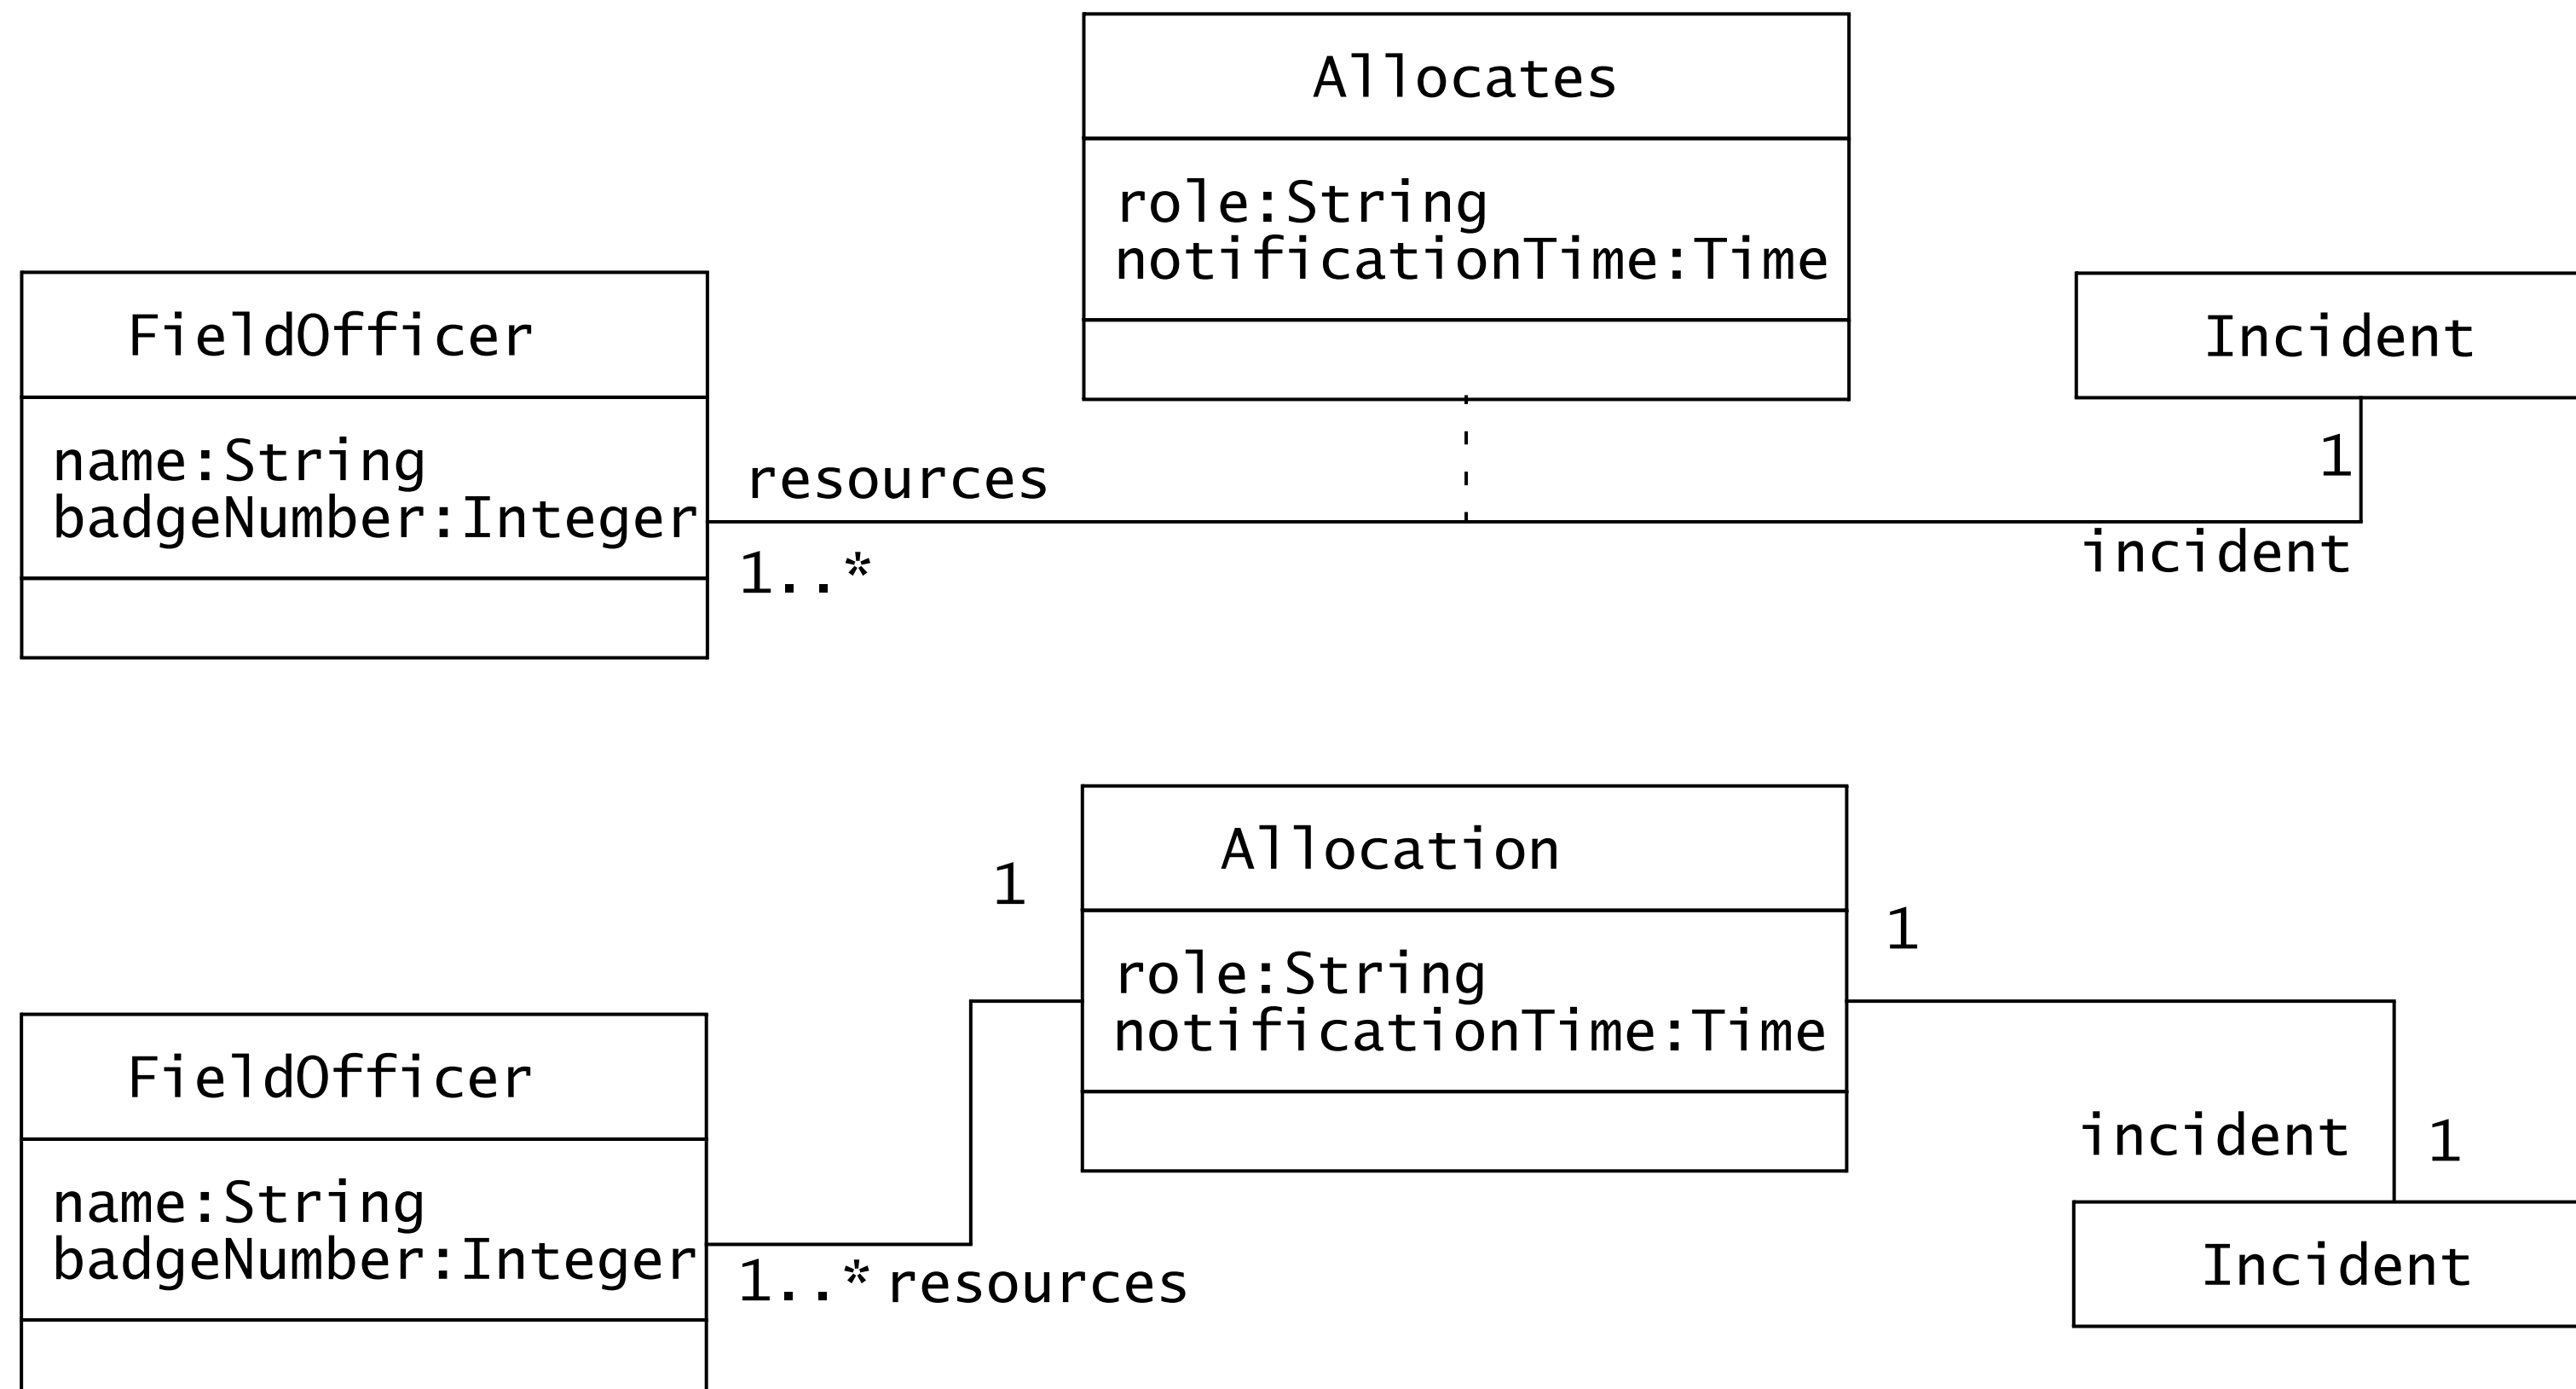 Allocates
role:String
notificationTime:Time
FieldOfficer
name:String
badgeNumber:Integer
resources
1..*
Incident
1
incident
Allocation
role:String
notificationTime:Time
1
1
FieldOfficer
name:String
badgeNumber:Integer
1..* resources
incident
1
Incident